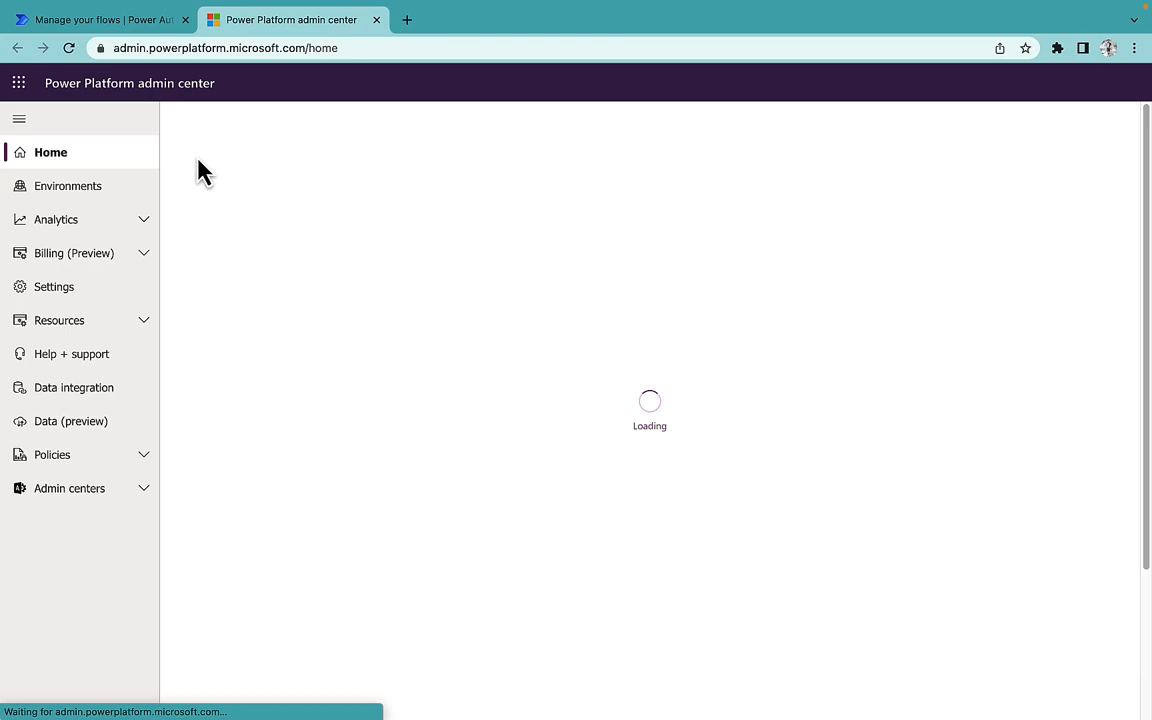 Manage your flows | Power Aut
Power Platform admin center
admin.powerplatform.microsoft.com/home
Power Platform admin center
Home
Environments
Analytics
Billing (Preview)
Settings
Resources
Help + support
Data integration
Data (preview)
Policies
Admin centers
Loading
Waiting for admin.powerplatform.microsoft.com...